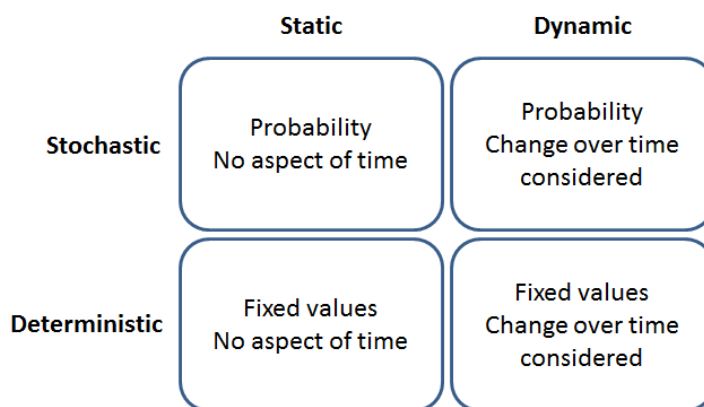 Static
Dynamic
Stochastic
Probability
No aspect of time
Probability
Change over time
considered
Deterministic
Fixed values
No aspect of time
Fixed values
Change over time
considered